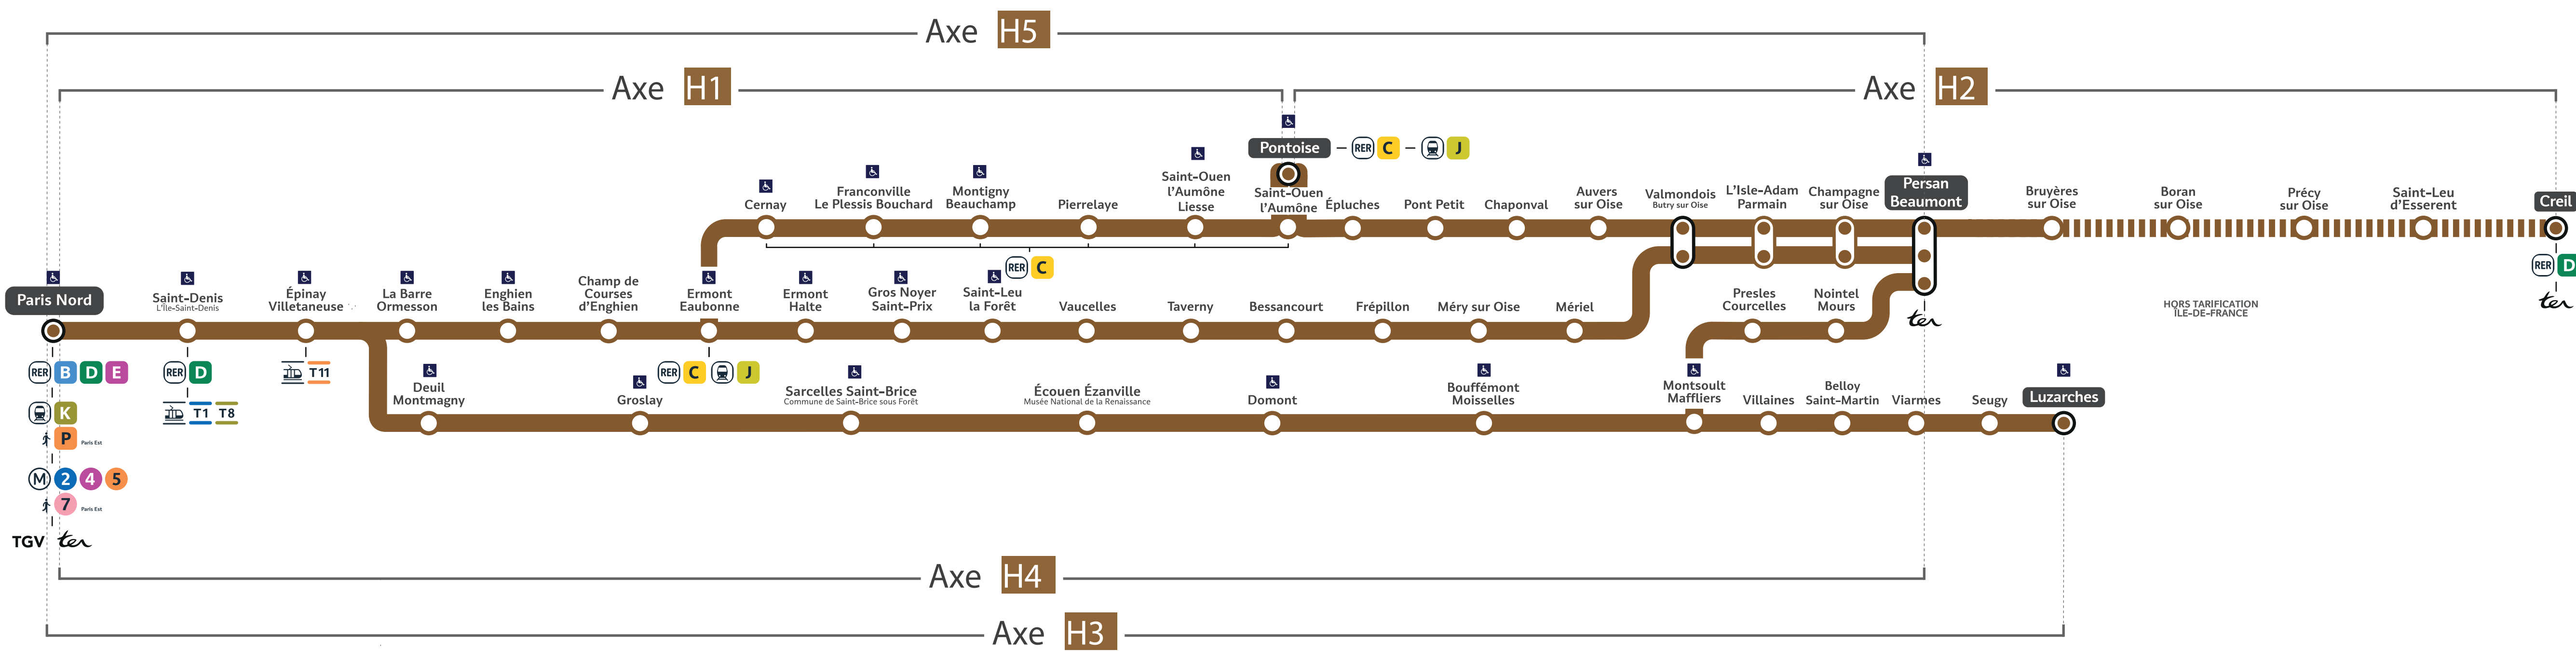 Axe H5
Axe H1
Axe H2
Pontoise
RER C
J
Cernay
Franconville
Le Plessis Bouchard
Montigny
Beauchamp
Pierrelaye
Saint-Ouen
l'Aumône
Liesse
Saint-Ouen
l'Aumône
Épluches
Pont Petit
Chaponval
Auvers
sur Oise
Valmondois
Butry sur Oise
L'Isle-Adam
Parmain
Champagne
sur Oise
Persan
Beaumont
Bruyères
sur Oise
Boran
sur Oise
Précy
sur Oise
Saint-Leu
d'Esserent
Creil
RER C
RER D
ter
HORS TARIFICATION
ILE-DE-FRANCE
Paris Nord
Saint-Denis
L'Île-Saint-Denis
Épinay
Villetaneuse
La Barre
Ormesson
Enghien
les Bains
Champ de
Courses
d'Enghien
Ermont
Eaubonne
Ermont
Halte
Gros Noyer
Saint-Prix
Saint-Leu
la Forêt
Vaucelles
Taverny
Bessancourt
Frépillon
Méry sur Oise
Mériel
Presles
Courcelles
Nointel
Mours
ter
RER B D E
K
P Paris Est
M 2 4 5
7 Paris Est
TGV ter
RER D
T1 T8
T11
RER C J
Deuil
Montmagny
Groslay
Sarcelles Saint-Brice
Commune de Saint-Brice sous Forêt
Écouen Ézanville
Musée National de la Renaissance
Domont
Bouffémont
Moisselles
Montsoult
Maffliers
Villaines
Belloy
Saint-Martin
Viarmes
Seugy
Luzarches
Axe H4
Axe H3